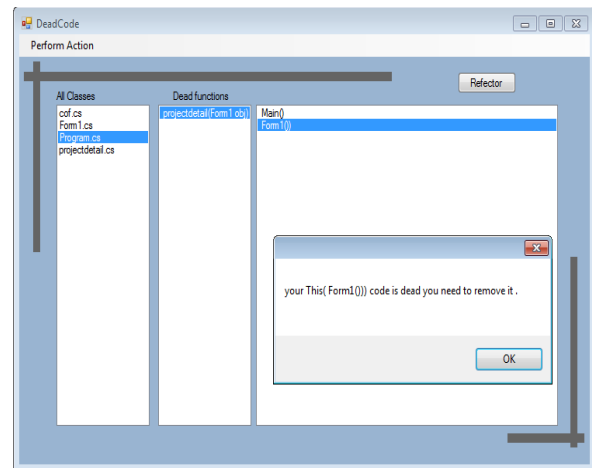 DeadCode
Perform Action
Refector
All Classes
Dead functions
cof.cs
Form1.cs
Program.cs
projectdetail.cs
projectdetail(Form1 obj)
Main()
Form1())
your This( Form1())) code is dead you need to remove it .
OK